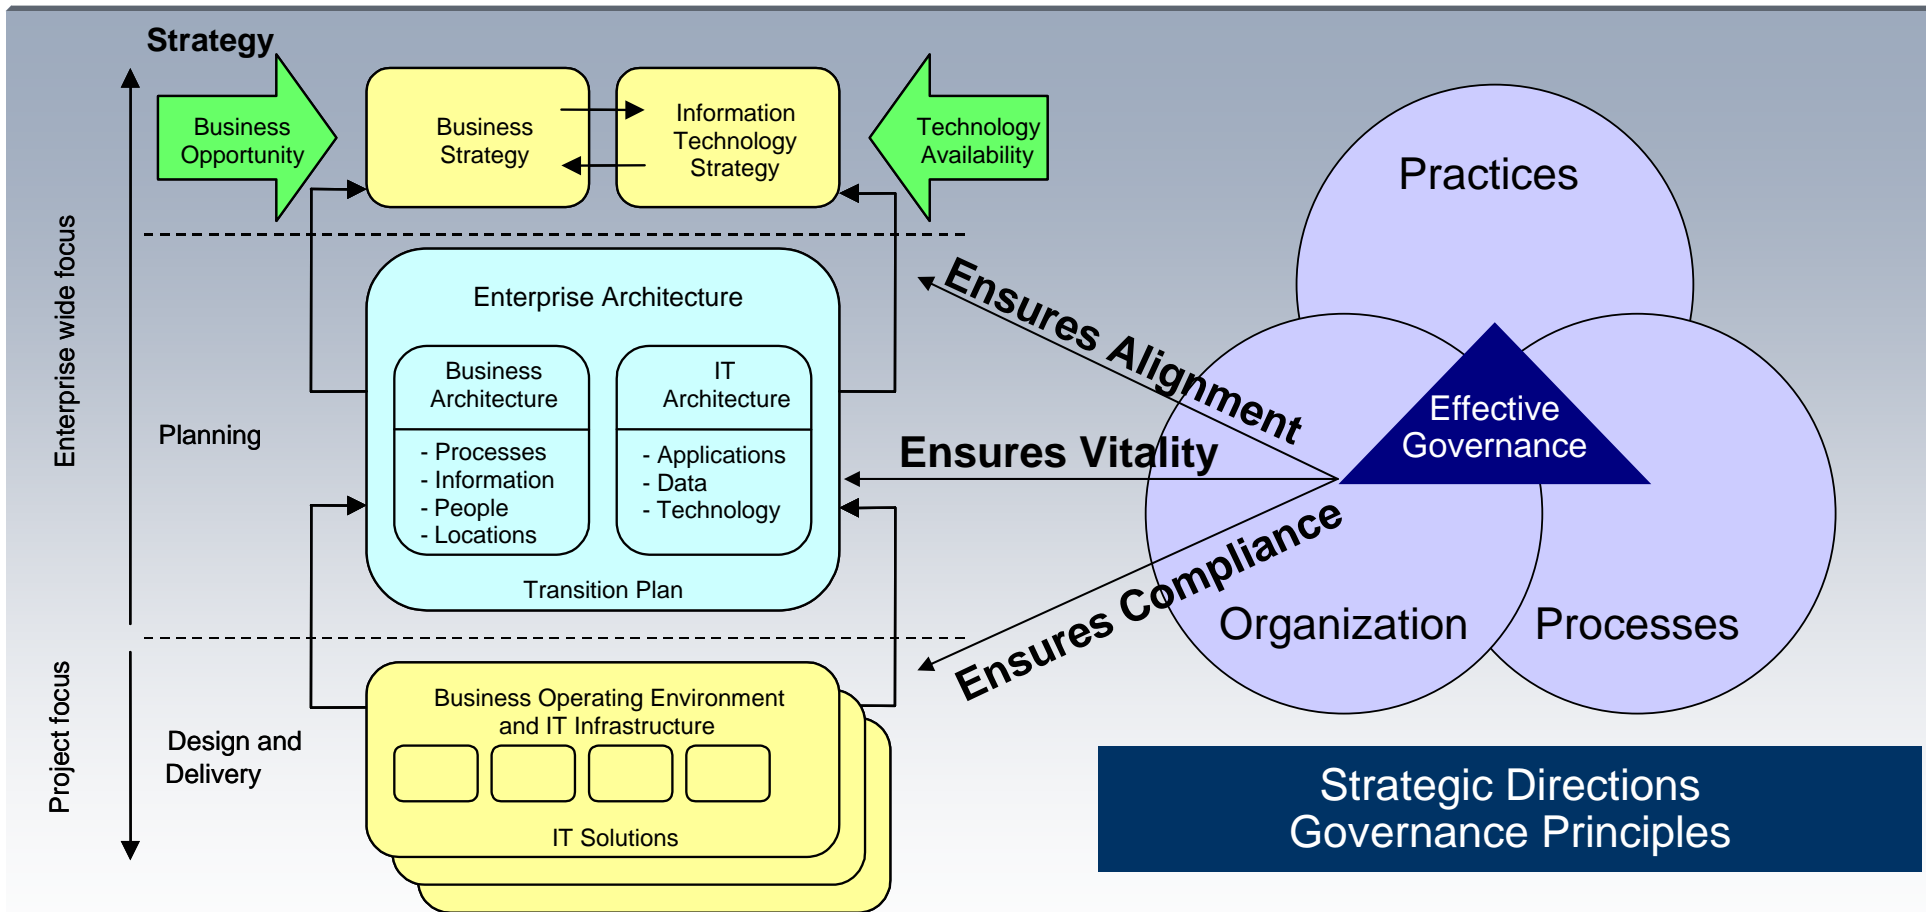 Strategy
Business
Opportunity
Business
Strategy
Information
Technology
Strategy
Technology
Availability
Enterprise wide focus
Planning
Enterprise Architecture
Business
Architecture
- Processes
- Information
- People
- Locations
IT
Architecture
- Applications
- Data
- Technology
Transition Plan
Project focus
Design and
Delivery
Business Operating Environment
and IT Infrastructure
IT Solutions
Ensures Alignment
Ensures Vitality
Ensures Compliance
Practices
Effective
Governance
Organization
Processes
Strategic Directions
Governance Principles